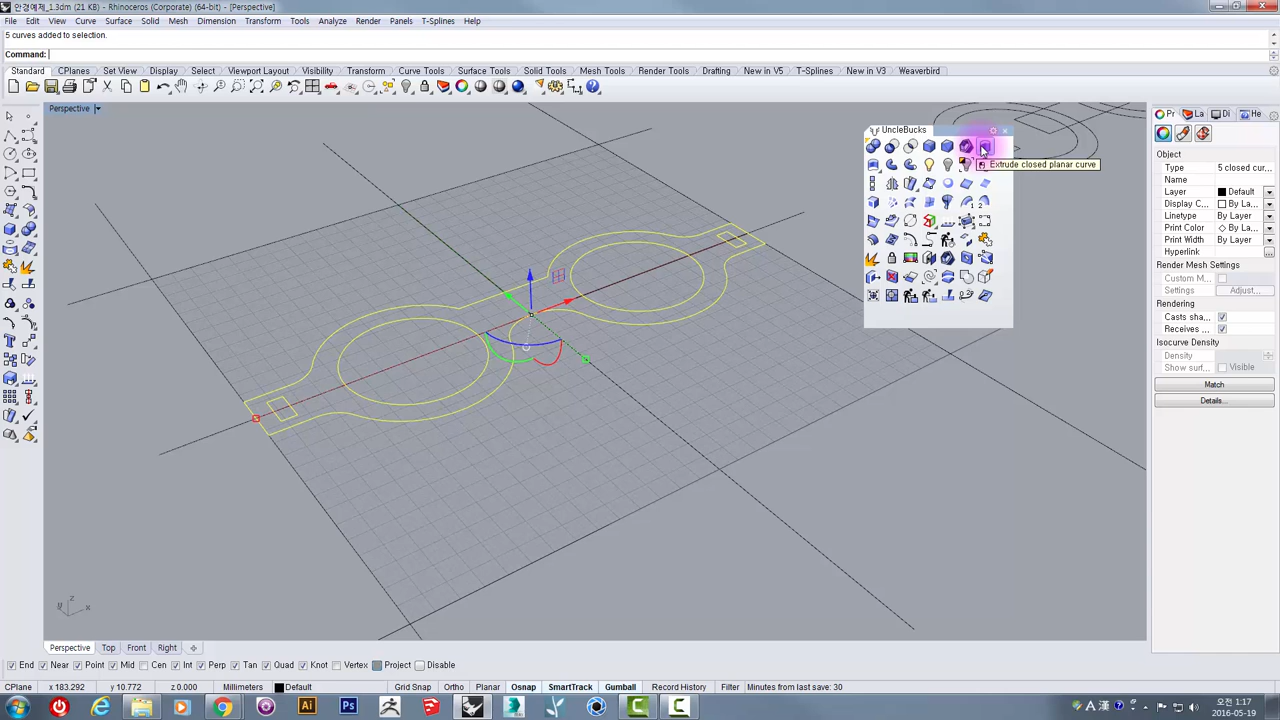 안경예제_1.3dm (21 KB) - Rhinoceros (Corporate) (64-bit) - [Perspective]
File Edit View Curve Surface Solid Mesh Dimension Transform Tools Analyze Render Panels T-Splines Help
5 curves added to selection.
Command:
Standard CPlanes Set View Display Select Viewport Layout Visibility Transform Curve Tools Surface Tools Solid Tools Mesh Tools Render Tools Drafting New in V5 T-Splines New in V3 Weaverbird
Perspective
UncleBucks
Extrude closed planar curve
Pr La Di He
Object
Type 5 closed cur...
Name
Layer Default
Display C... By La...
Linetype By Layer
Print Color By La...
Print Width By Layer
Hyperlink
Render Mesh Settings
Custom M...
Settings Adjust...
Rendering
Casts sha...
Receives ...
Isocurve Density
Density
Show surf... Visible
Match
Details...
z
y x
Perspective Top Front Right
End Near Point Mid Cen Int Perp Tan Quad Knot Vertex Project Disable
CPlane x 183.292 y 10.772 z 0.000 Millimeters Default Grid Snap Ortho Planar Osnap SmartTrack Gumball Record History Filter Minutes from last save: 30
Ai Ps
A 漢
오전 1:17
2016-05-19